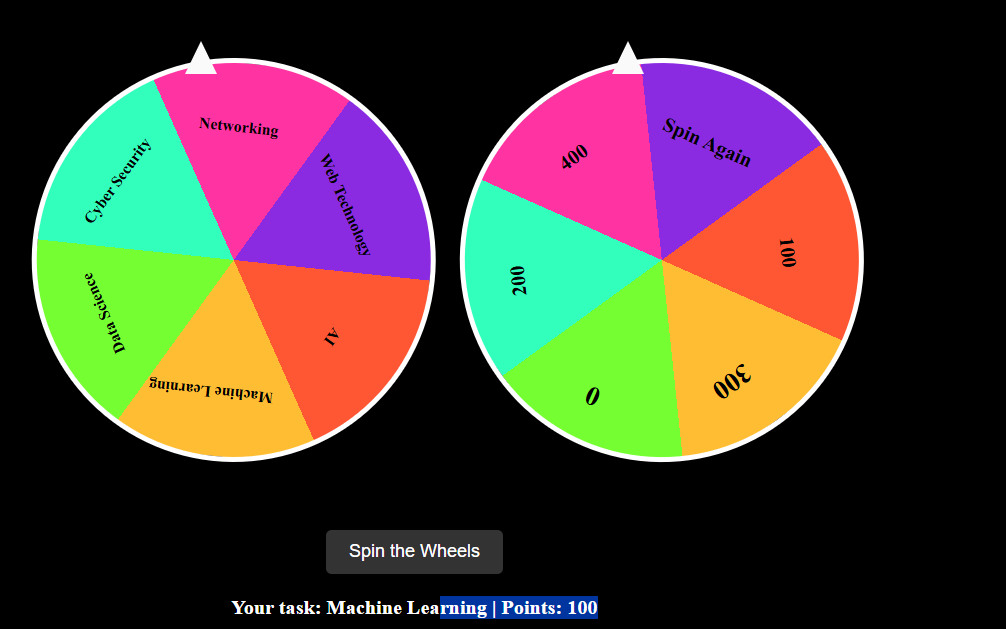 Networking
Web Technology
AI
Machine Learning
Data Science
Cyber Security
Spin Again
100
300
0
200
400
Spin the Wheels
Your task: Machine Learning | Points: 100